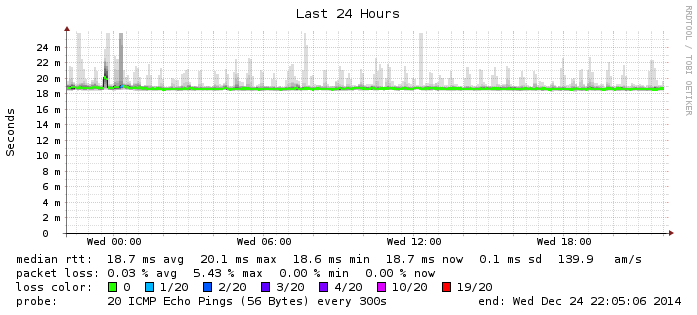 Last 24 Hours
RRDTOOL / TOBI OETIKER
Seconds
24 m
22 m
20 m
18 m
16 m
14 m
12 m
10 m
8 m
6 m
4 m
2 m
0
Wed 00:00 Wed 06:00 Wed 12:00 Wed 18:00
median rtt: 18.7 ms avg 20.1 ms max 18.6 ms min 18.7 ms now 0.1 ms sd 139.9 am/s
packet loss: 0.03 % avg 5.43 % max 0.00 % min 0.00 % now
loss color: 0 1/20 2/20 3/20 4/20 10/20 19/20
probe: 20 ICMP Echo Pings (56 Bytes) every 300s end: Wed Dec 24 22:05:06 2014